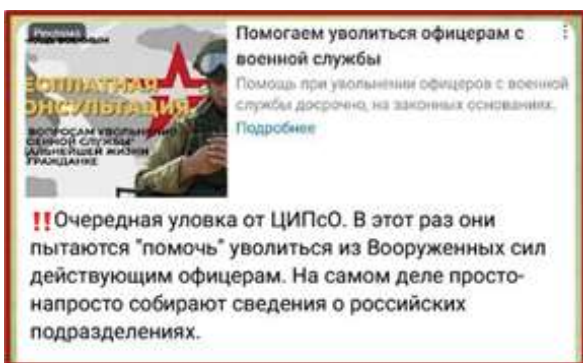 Реклама
Помогаем уволиться офицерам с
военной службы
Помощь при увольнении офицеров с военной
службы досрочно, на законных основаниях.
Подробнее
ЕСПЛАТНАЯ
ОНСУЛЬТАЦИЯ
ВОПРОСАМ УВОЛЬНЕНИЯ
ОЕННОЙ СЛУЖБЫ
АЛЬНЕЙШЕЙ ЖИЗНИ
ГРАЖДАНКЕ
‼Очередная уловка от ЦИПсО. В этот раз они
пытаются "помочь" уволиться из Вооруженных сил
действующим офицерам. На самом деле просто-
напросто собирают сведения о российских
подразделениях.